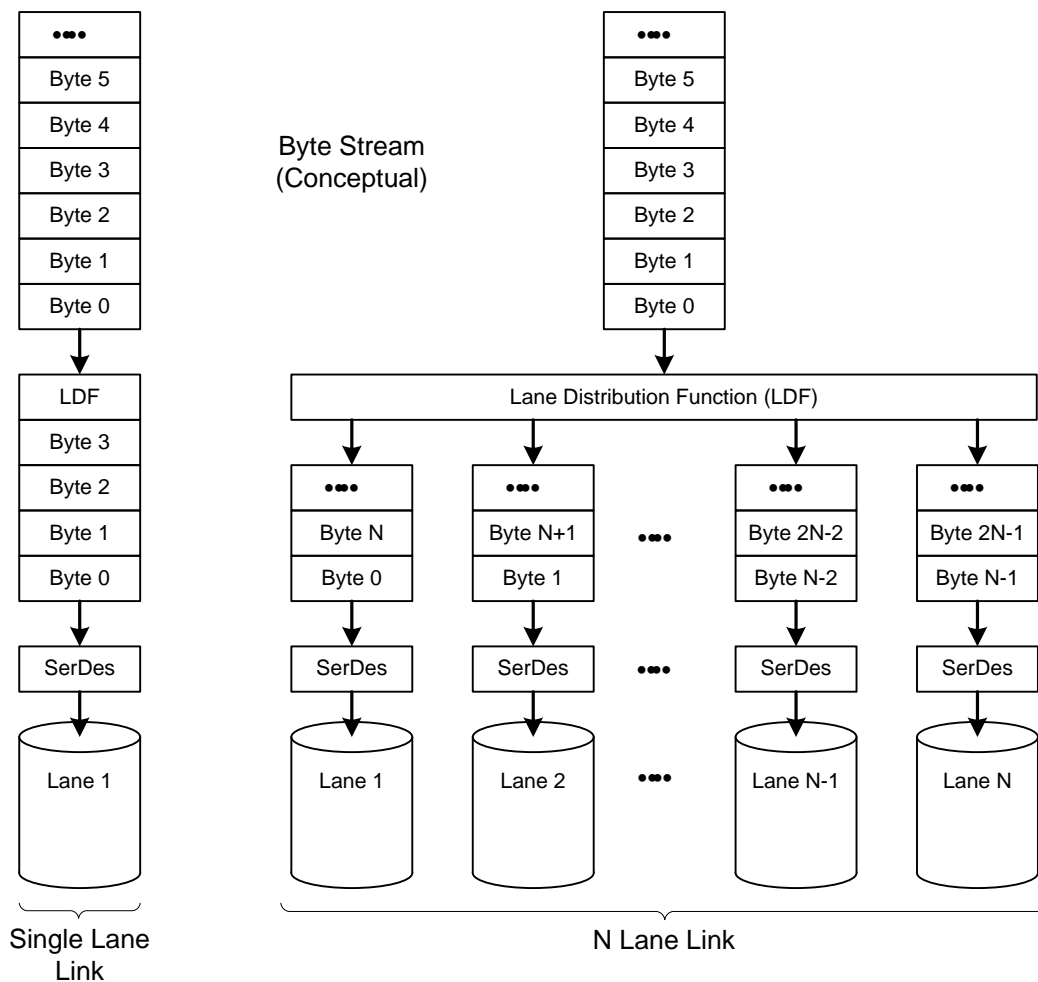 ••••
••••
Byte 5
Byte 5
Byte 4
Byte 4
Byte Stream
(Conceptual)
Byte 3
Byte 3
Byte 2
Byte 2
Byte 1
Byte 1
Byte 0
Byte 0
LDF
Lane Distribution Function (LDF)
Byte 3
Byte 2
•••• •••• •••• ••••
Byte 1
Byte N Byte N+1 •••• Byte 2N-2 Byte 2N-1
Byte 0
Byte 0 Byte 1 Byte N-2 Byte N-1
SerDes
SerDes SerDes •••• SerDes SerDes
Lane 1
Lane 1 Lane 2 •••• Lane N-1 Lane N
Single Lane
Link
N Lane Link